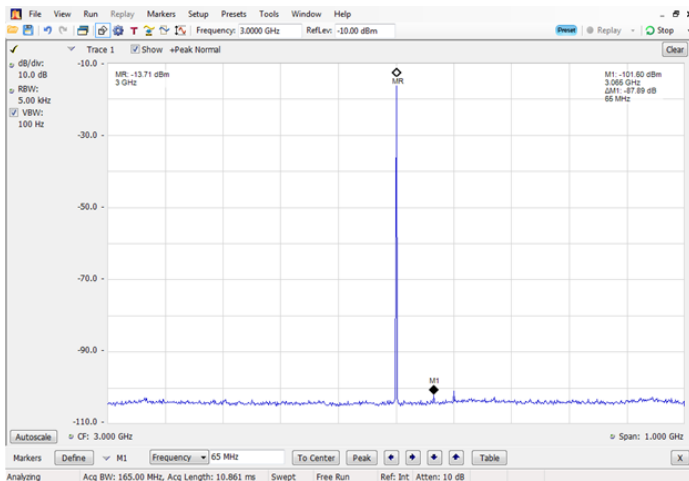 File View Run Replay Markers Setup Presets Tools Window Help
Frequency: 3.0000 GHz RefLev: -10.00 dBm Preset Replay Stop
Trace 1 Show +Peak Normal Clear
dB/div:
10.0 dB
RBW:
5.00 kHz
VBW:
100 Hz
-10.0
-30.0
-50.0
-70.0
-90.0
-110.0
MR: -13.71 dBm
3 GHz
MR
M1: -101.60 dBm
3.066 GHz
ΔM1: -87.89 dB
65 MHz
M1
Autoscale CF: 3.000 GHz Span: 1.000 GHz
Markers Define M1 Frequency 65 MHz To Center Peak Table X
Analyzing Acq BW: 165.00 MHz, Acq Length: 10.861 ms Swept Free Run Ref: Int Atten: 10 dB